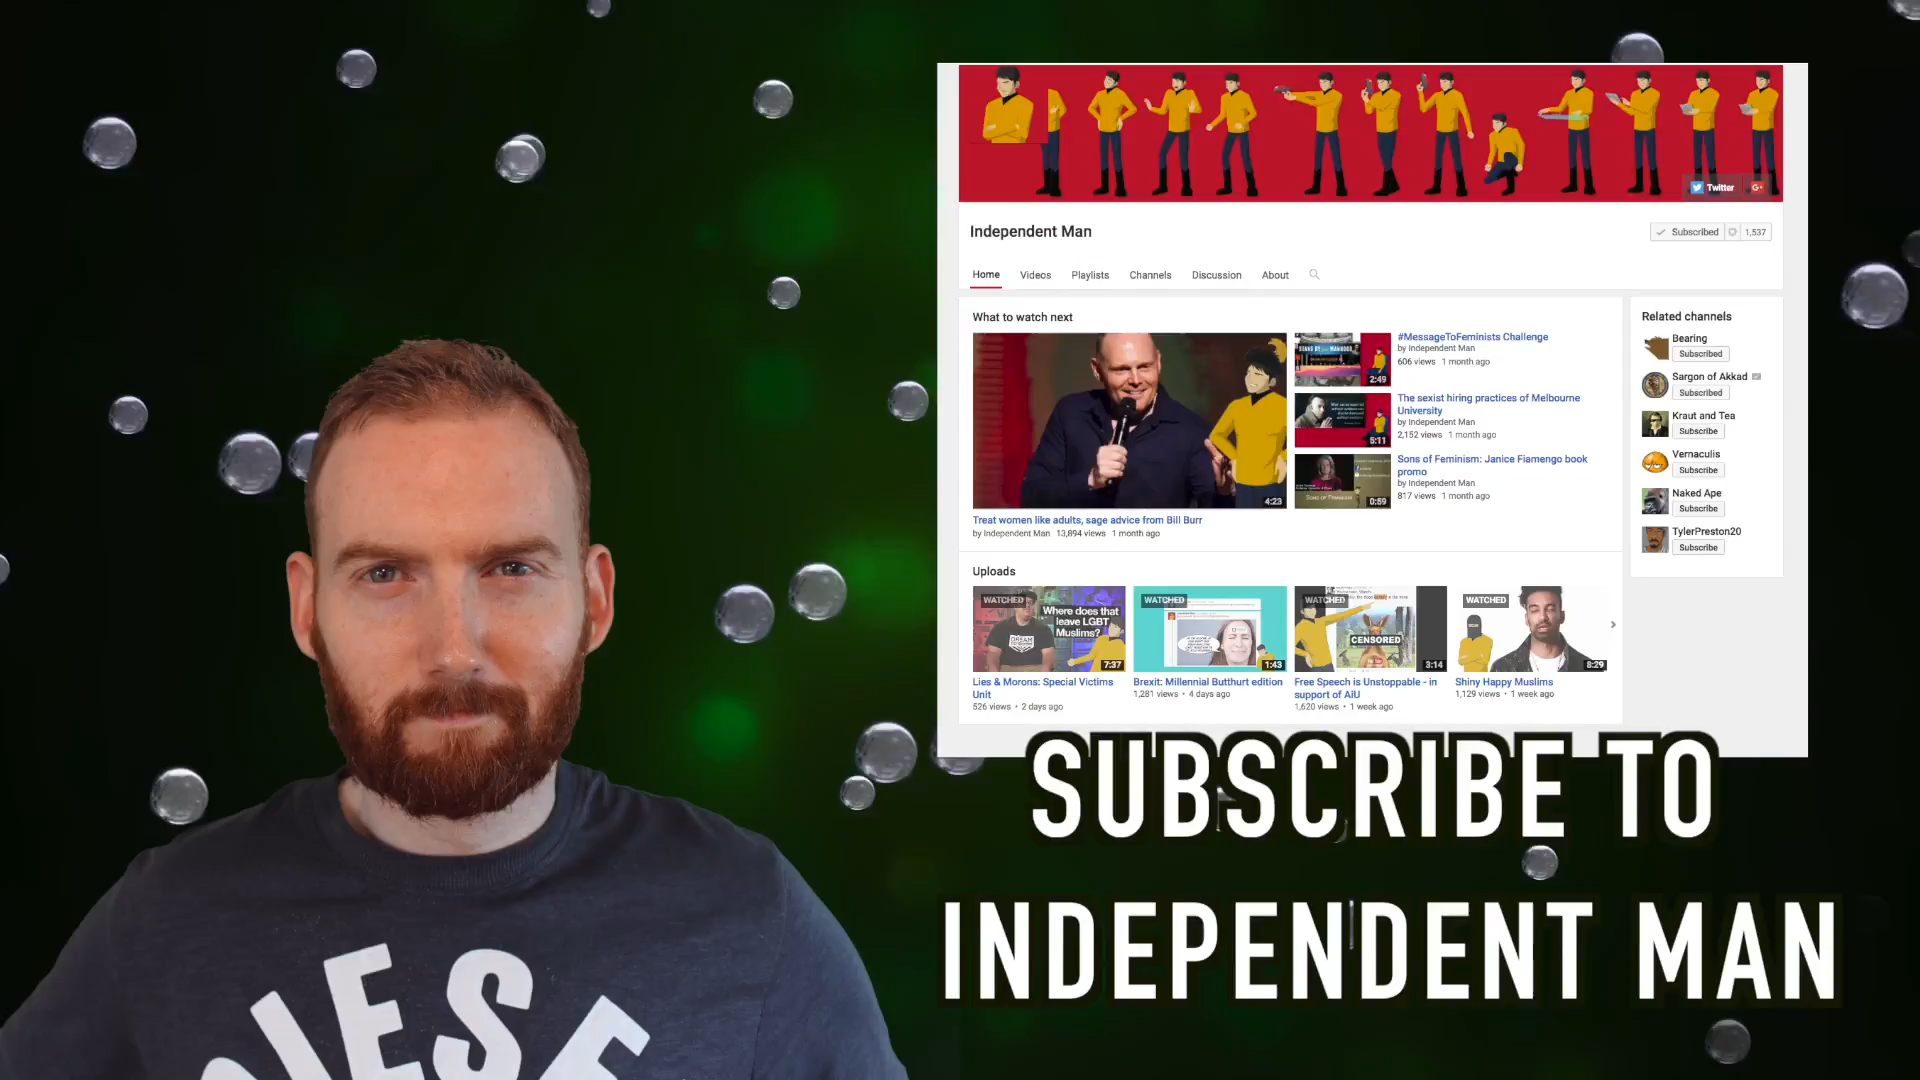 Twitter
Independent Man
Subscribed 1,537
Home Videos Playlists Channels Discussion About
What to watch next
4:23
Treat women like adults, sage advice from Bill Burr
by Independent Man 13,894 views 1 month ago
2:49
#MessageToFeminists Challenge
by Independent Man
606 views 1 month ago
5:11
The sexist hiring practices of Melbourne
University
by Independent Man
2,152 views 1 month ago
SONS OF FEMINISM
0:59
Sons of Feminism: Janice Fiamengo book
promo
by Independent Man
817 views 1 month ago
Related channels
Bearing
Subscribed
Sargon of Akkad
Subscribed
Kraut and Tea
Subscribe
Vernaculis
Subscribe
Naked Ape
Subscribe
TylerPreston20
Subscribe
Uploads
WATCHED
Where does that
leave LGBT
Muslims?
DREAM
7:37
Lies & Morons: Special Victims
Unit
526 views • 2 days ago
WATCHED
1:43
Brexit: Millennial Butthurt edition
1,281 views • 4 days ago
WATCHED
CENSORED
3:14
Free Speech is Unstoppable - in
support of AiU
1,620 views • 1 week ago
WATCHED
8:29
Shiny Happy Muslims
1,129 views • 1 week ago
SUBSCRIBE TO
INDEPENDENT MAN
DIESE